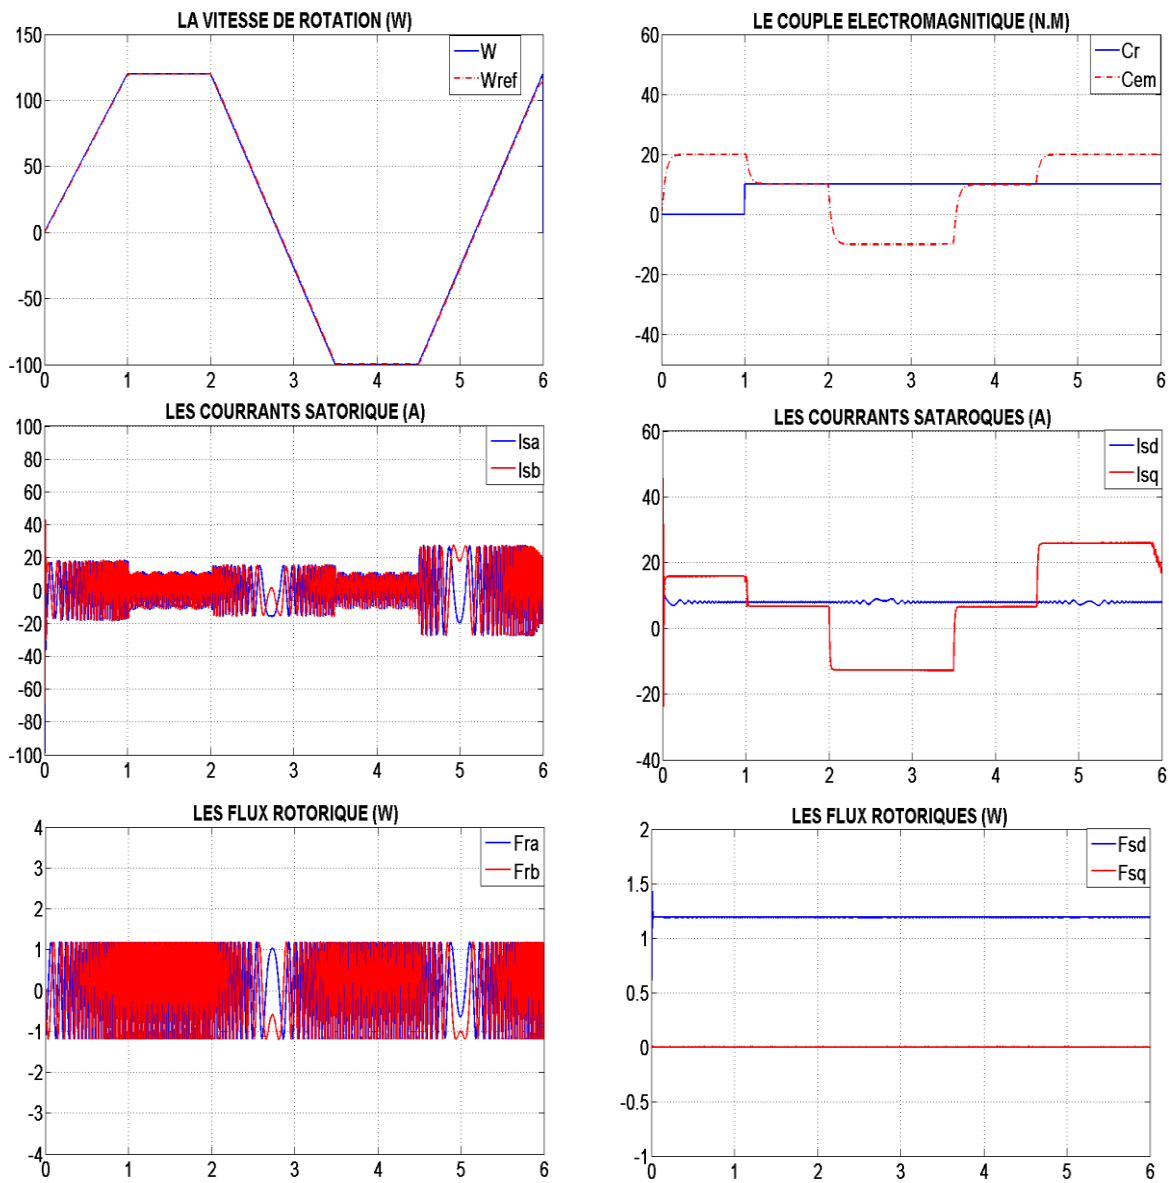 LA VITESSE DE ROTATION (W)
150
100
50
0
-50
-100
0 1 2 3 4 5 6
W
Wref
LE COUPLE ELECTROMAGNITIQUE (N.M)
60
40
20
0
-20
-40
0 1 2 3 4 5 6
Cr
Cem
LES COURRANTS SATORIQUE (A)
100
80
60
40
20
0
-20
-40
-60
-80
-100
0 1 2 3 4 5 6
Isa
Isb
LES COURRANTS SATAROQUES (A)
60
40
20
0
-20
-40
0 1 2 3 4 5 6
Isd
Isq
LES FLUX ROTORIQUE (W)
4
3
2
1
0
-1
-2
-3
-4
0 1 2 3 4 5 6
Fra
Frb
LES FLUX ROTORIQUES (W)
2
1.5
1
0.5
0
-0.5
-1
0 1 2 3 4 5 6
Fsd
Fsq